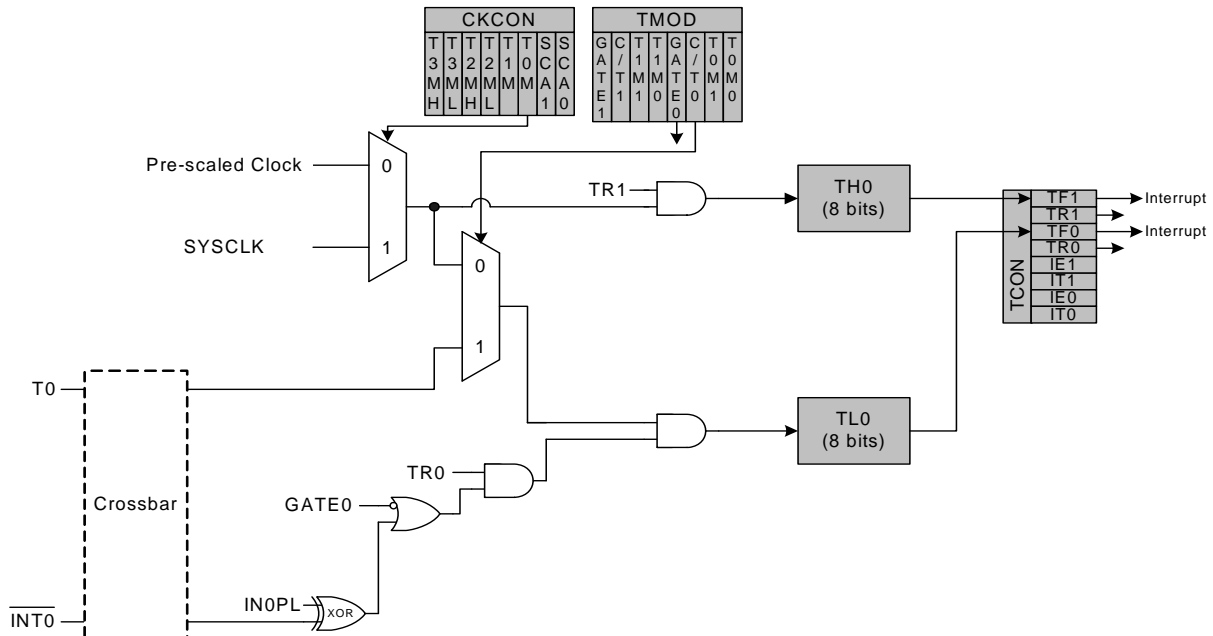 CKCON
T3MH
T3ML
T2MH
T2ML
T1M
T0M
SCA1
SCA0
TMOD
GATE1
C/T1
T1M1
T1M0
GATE0
C/T0
T0M1
T0M0
Pre-scaled Clock
0
SYSCLK
1
TR1
TH0
(8 bits)
TCON
TF1
TR1
TF0
TR0
IE1
IT1
IE0
IT0
Interrupt
Interrupt
0
1
T0
Crossbar
TR0
GATE0
TL0
(8 bits)
IN0PL
XOR
INT0